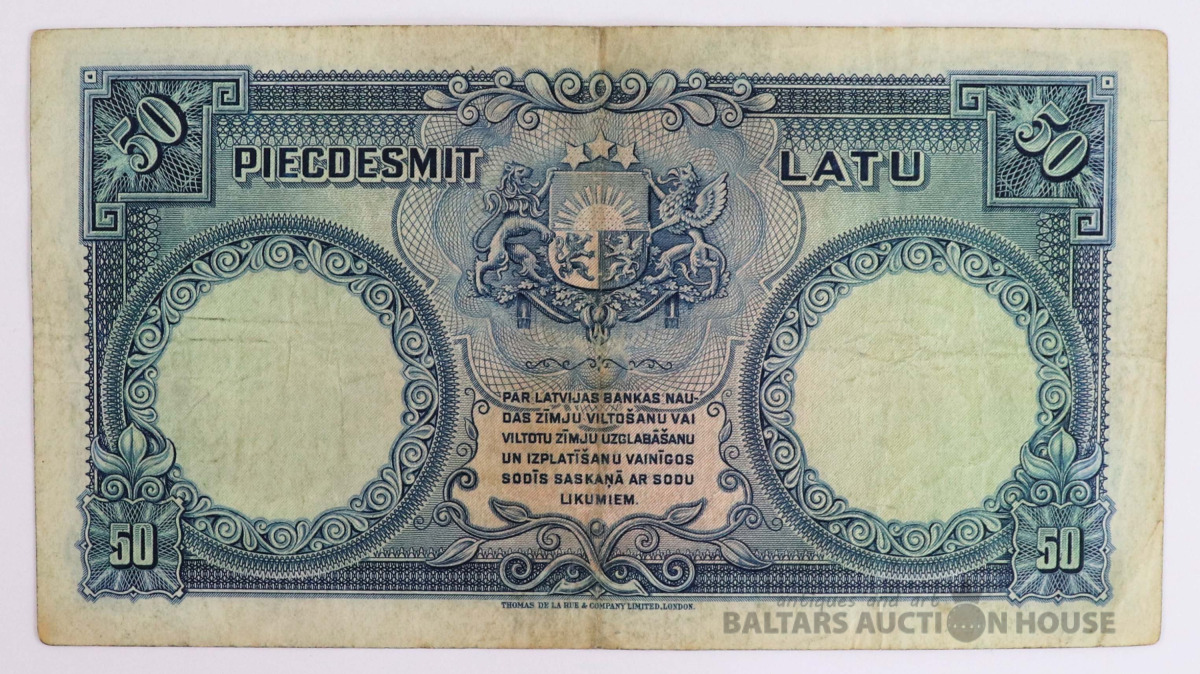 50
50
PIECDESMIT LATU
PAR LATVIJAS BANKAS NAU-
DAS ZĪMJU VILTOŠANU VAI
VILTOTU ZĪMJU UZGLABĀŠANU
UN IZPLATĪŠANU VAINĪGOS
SODĪS SASKAŅĀ AR SODU
LIKUMIEM.
50
50
THOMAS DE LA RUE & COMPANY LIMITED, LONDON.
antiques and art
BALTARS AUCTION HOUSE